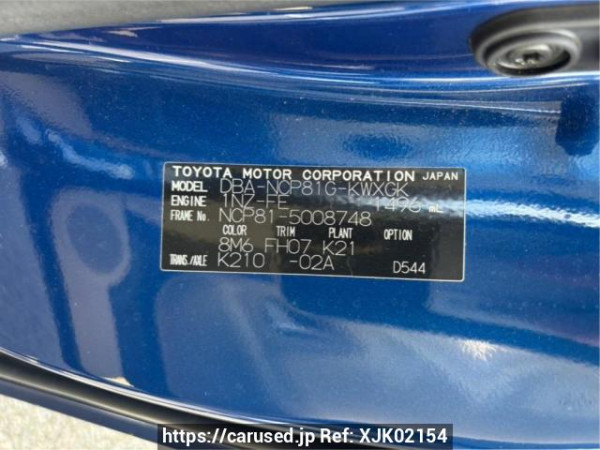 TOYOTA MOTOR CORPORATION JAPAN
MODEL DBA-NCP81G-KWXGK
ENGINE 1NZ-FE 1496 mL
FRAME No. NCP81-5008748
COLOR TRIM PLANT OPTION
8M6 FH07 K21
TRANS./AXLE K210 -02A D544
https://carused.jp Ref: XJK02154